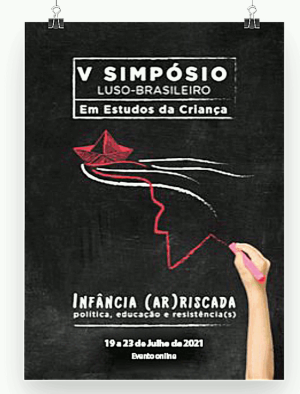 V SIMPÓSIO
LUSO-BRASILEIRO
Em Estudos da Criança
INFÂNCIA (AR)RISCADA
política, educação e resistência(s)
19 a 23 de Julho de 2021
Evento online